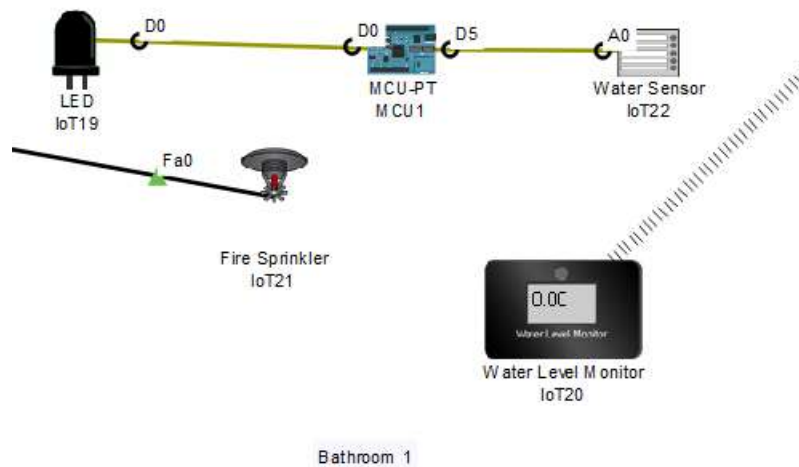 D0
D0
D5
A0
LED
IoT19
MCU-PT
MCU1
Water Sensor
IoT22
Fa0
Fire Sprinkler
IoT21
0.0C
Water Level Monitor
Water Level Monitor
IoT20
Bathroom 1